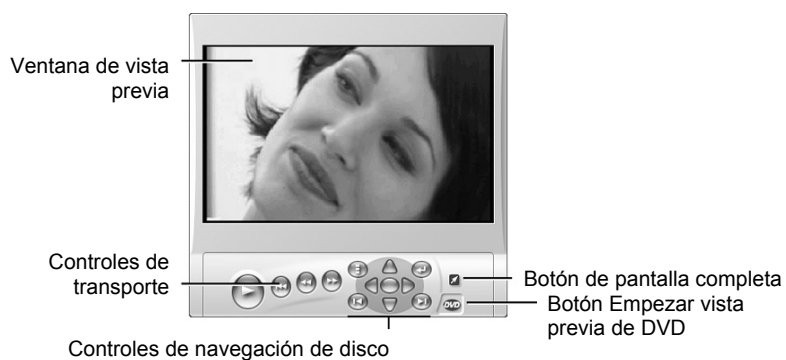 Ventana de vista
previa
Controles de
transporte
Botón de pantalla completa
Botón Empezar vista
previa de DVD
DVD
Controles de navegación de disco